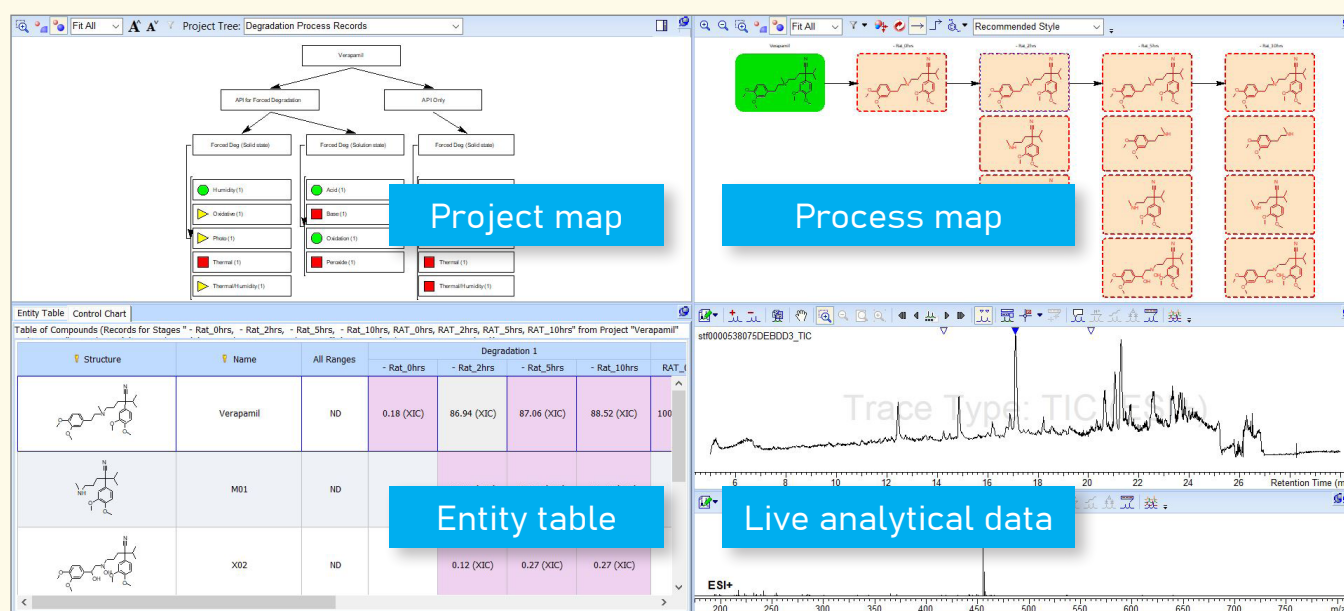 Fit All
Project Tree: Degradation Process Records
Verapamil
API for Forced Degradation
API Only
Forced Deg (Solid state)
Forced Deg (Solution state)
Forced Deg (Solid state)
Humidity (1)
Acid (1)
Oxidative (1)
Base (1)
Photo (1)
Oxidation (1)
Thermal (1)
Peroxide (1)
Thermal (1)
Thermal/Humidity (1)
Thermal/Humidity (1)
Project map
Fit All
Recommended Style
Verapamil
- Rat_0hrs
- Rat_2hrs
- Rat_5hrs
- Rat_10hrs
Process map
Entity Table
Control Chart
Table of Compounds (Records for Stages " - Rat_0hrs, - Rat_2hrs, - Rat_5hrs, - Rat_10hrs, RAT_0hrs, RAT_2hrs, RAT_5hrs, RAT_10hrs" from Project "Verapamil"
Structure
Name
All Ranges
Degradation 1
- Rat_0hrs
- Rat_2hrs
- Rat_5hrs
- Rat_10hrs
Verapamil
ND
0.18 (XIC)
86.94 (XIC)
87.06 (XIC)
88.52 (XIC)
100
M01
ND
X02
ND
0.12 (XIC)
0.27 (XIC)
0.27 (XIC)
Entity table
stf0000538075DEBDD3_TIC
Trace Type: TIC
6 8 10 12 14 16 18 20 22 24 26 Retention Time
Live analytical data
ESI+
200 250 300 350 400 450 500 550 600 650 700 750